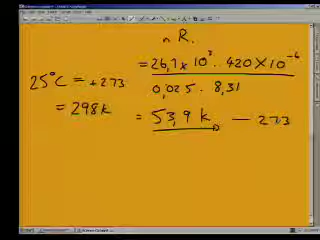 n R.
= 26,7 x 10³ . 420 x 10⁻⁶
0,025 . 8,31
25°C = +273
= 298 k
= 53,9 k — 273